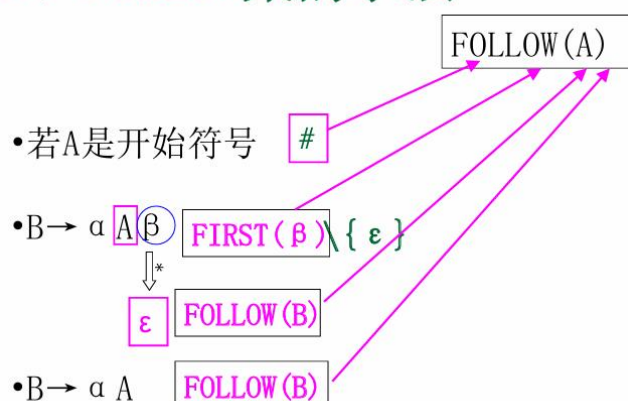 FOLLOW(A)
•若A是开始符号 #
•B→ αAβ FIRST(β)\{ε}
*
ε FOLLOW(B)
•B→ αA FOLLOW(B)